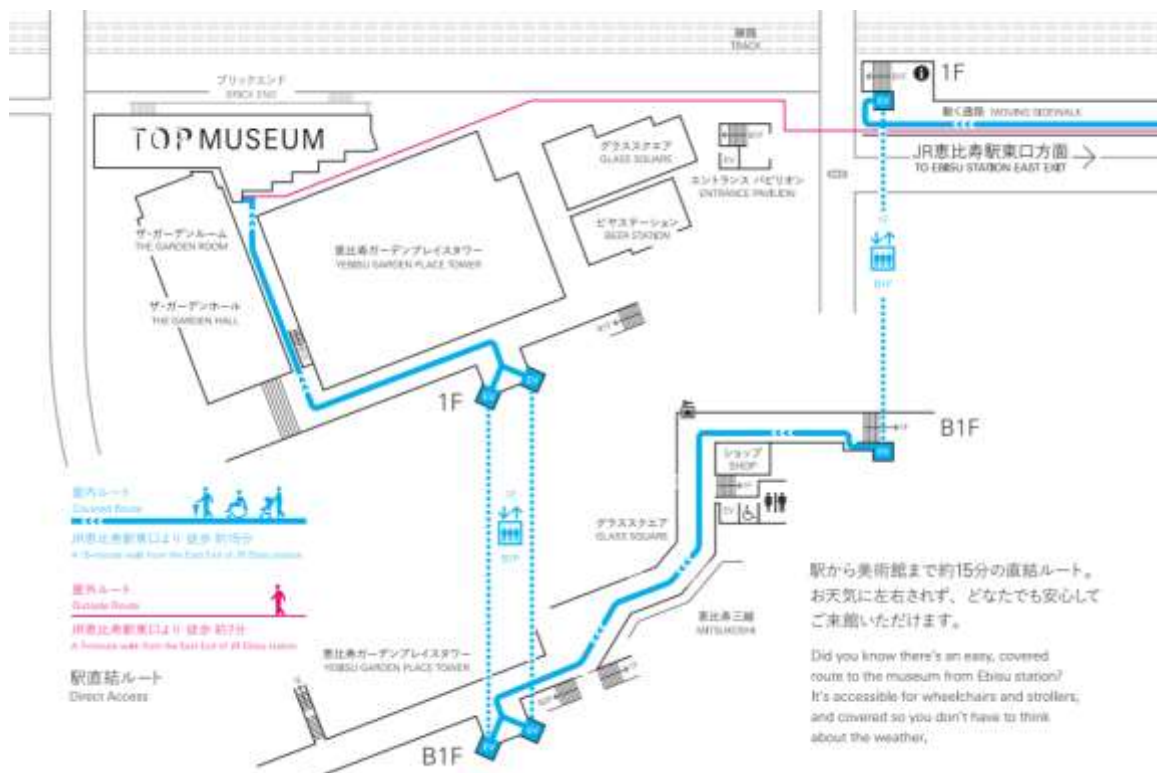 線路
TRACK
ブリックエンド
BRICK END
TOP MUSEUM
1F
動く通路 MOVING SIDEWALK
JR恵比寿駅東口方面
TO EBISU STATION EAST EXIT
グラススクエア
GLASS SQUARE
EV
エントランス パビリオン
ENTRANCE PAVILION
ビヤステーション
BEER STATION
ザ・ガーデンルーム
THE GARDEN ROOM
恵比寿ガーデンプレイスタワー
YEBISU GARDEN PLACE TOWER
ザ・ガーデンホール
THE GARDEN HALL
B1F
1F
B1F
ショップ
SHOP
EV
グラススクエア
GLASS SQUARE
恵比寿三越
MITSUKOSHI
屋内ルート
Covered Route
JR恵比寿駅東口より 徒歩 約15分
屋外ルート
Outside Route
JR恵比寿駅東口より 徒歩 約7分
駅直結ルート
Direct Access
恵比寿ガーデンプレイスタワー
YEBISU GARDEN PLACE TOWER
B1F
駅から美術館まで約15分の直結ルート。
お天気に左右されず、どなたでも安心して
ご来館いただけます。
Did you know there's an easy, covered
route to the museum from Ebisu station?
It's accessible for wheelchairs and strollers,
and covered so you don't have to think
about the weather.